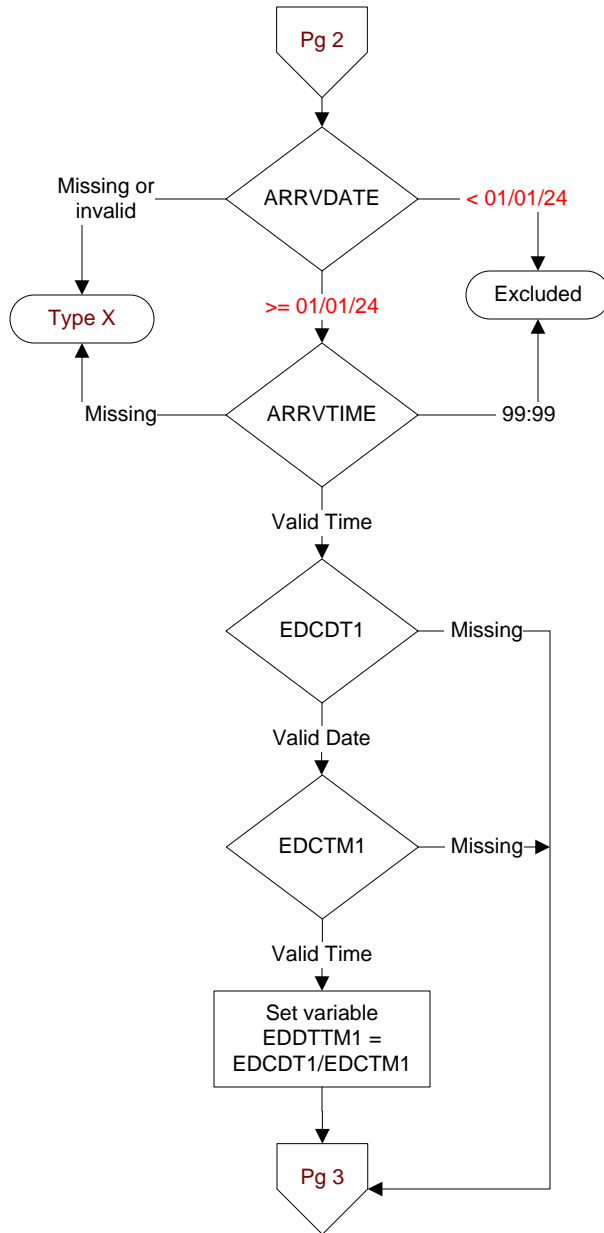 Pg 2
ARRVDATE
Missing or
invalid
< 01/01/24
Type X
>= 01/01/24
Excluded
ARRVTIME
Missing
99:99
Valid Time
EDCDT1
Missing
Valid Date
EDCTM1
Missing
Valid Time
Set variable
EDDTTM1 =
EDCDT1/EDCTM1
Pg 3